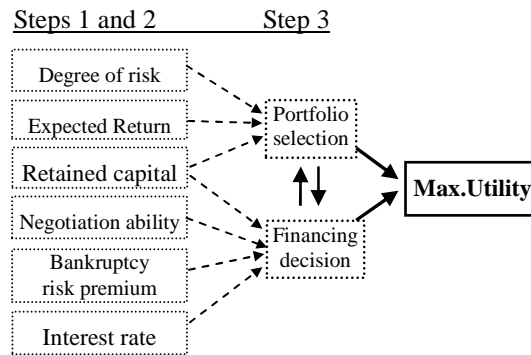 Steps 1 and 2 Step 3
Degree of risk
Expected Return
Retained capital
Negotiation ability
Bankruptcy
risk premium
Interest rate
Portfolio
selection
Financing
decision
Max.Utility